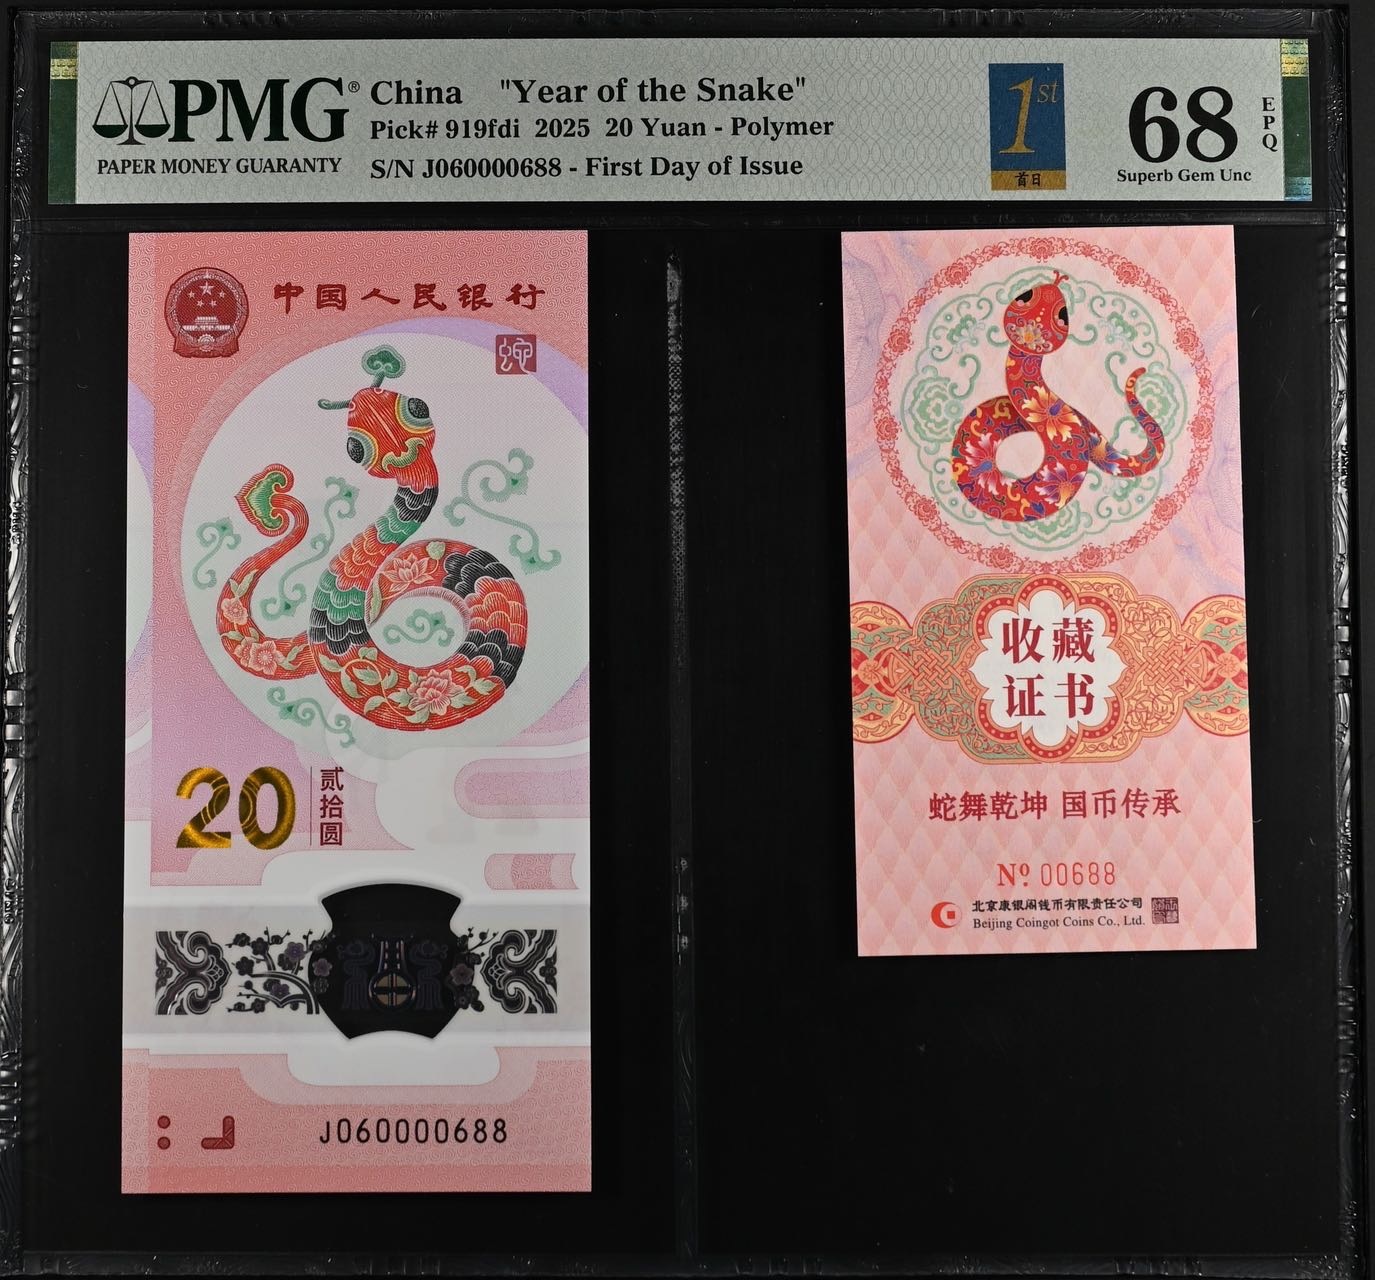 PMG®
PAPER MONEY GUARANTY
China "Year of the Snake"
Pick# 919fdi 2025 20 Yuan - Polymer
S/N J060000688 - First Day of Issue
1st
首日
68
EPQ
Superb Gem Unc
中国人民银行
蛇
20
贰拾圆
J060000688
收藏
证书
蛇舞乾坤 国币传承
Nº 00688
北京康银阁钱币有限责任公司
Beijing Coingot Coins Co., Ltd.